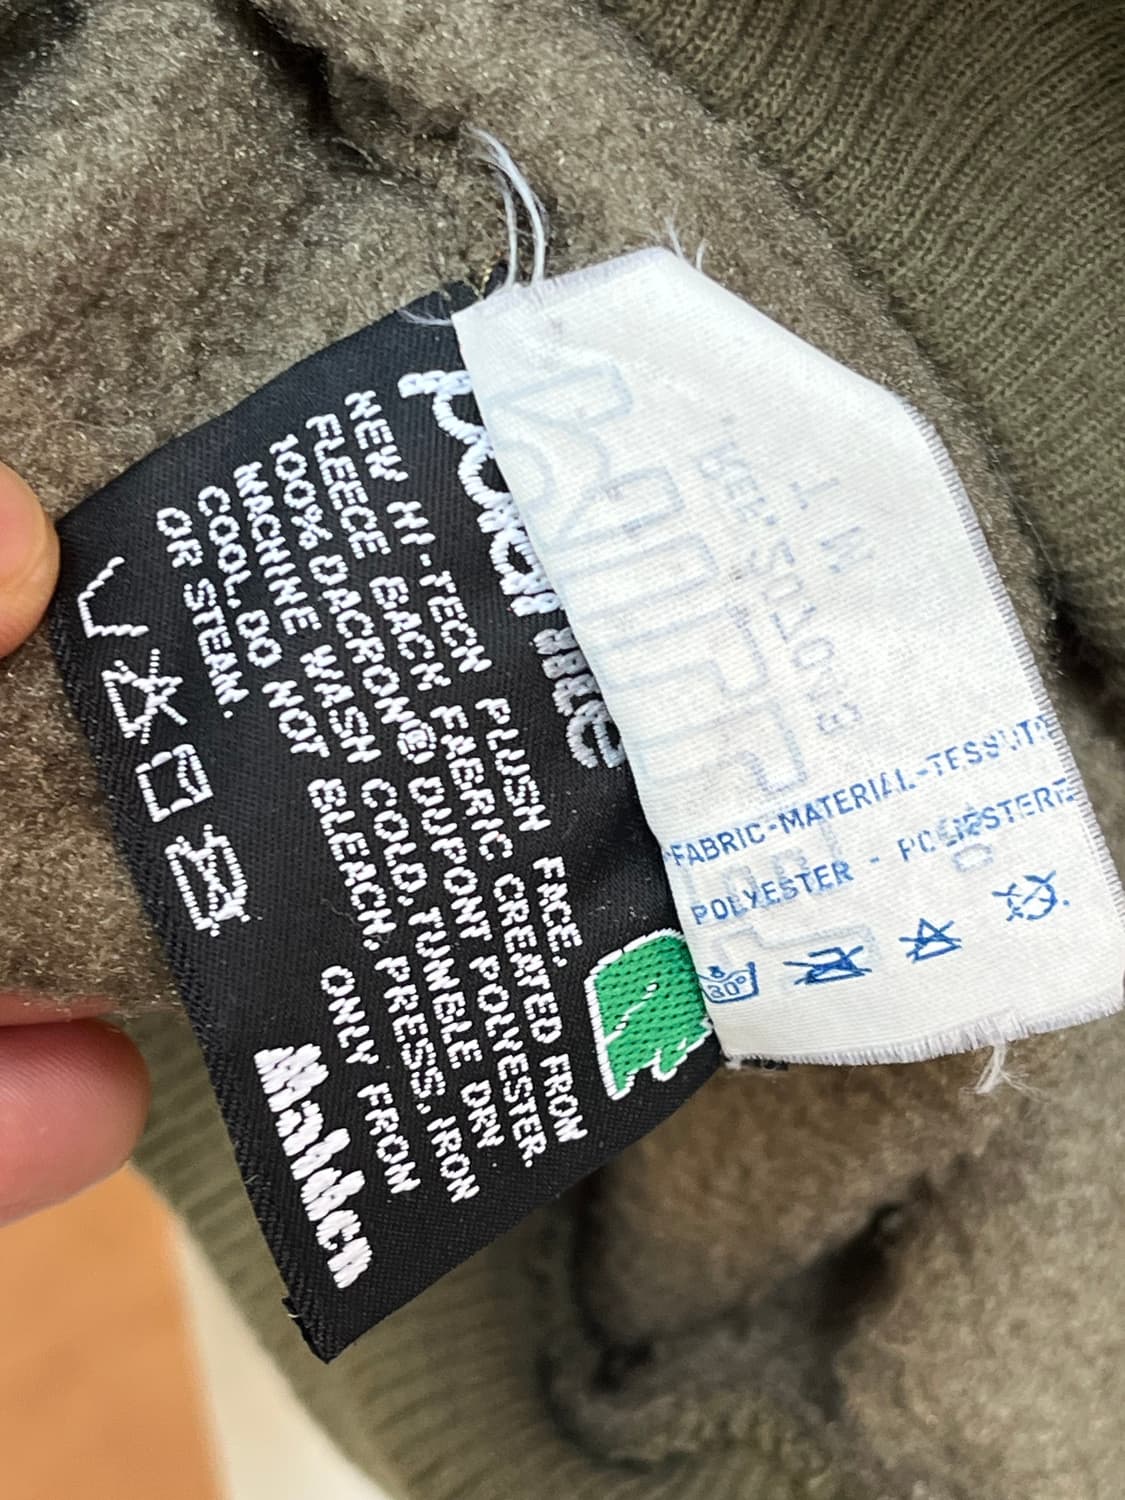 NEW HI-TECH PLUSH FACE,
FLEECE BACK FABRIC CREATED FROM
100% DACRON® DUPONT POLYESTER.
MACHINE WASH COLD, TUMBLE DRY
COOL. DO NOT BLEACH, PRESS, IRON
OR STEAM.
ONLY FROM
Malden
FABRIC-MATERIAL-TESSUTO
POLYESTER - POLIESTERE
30°